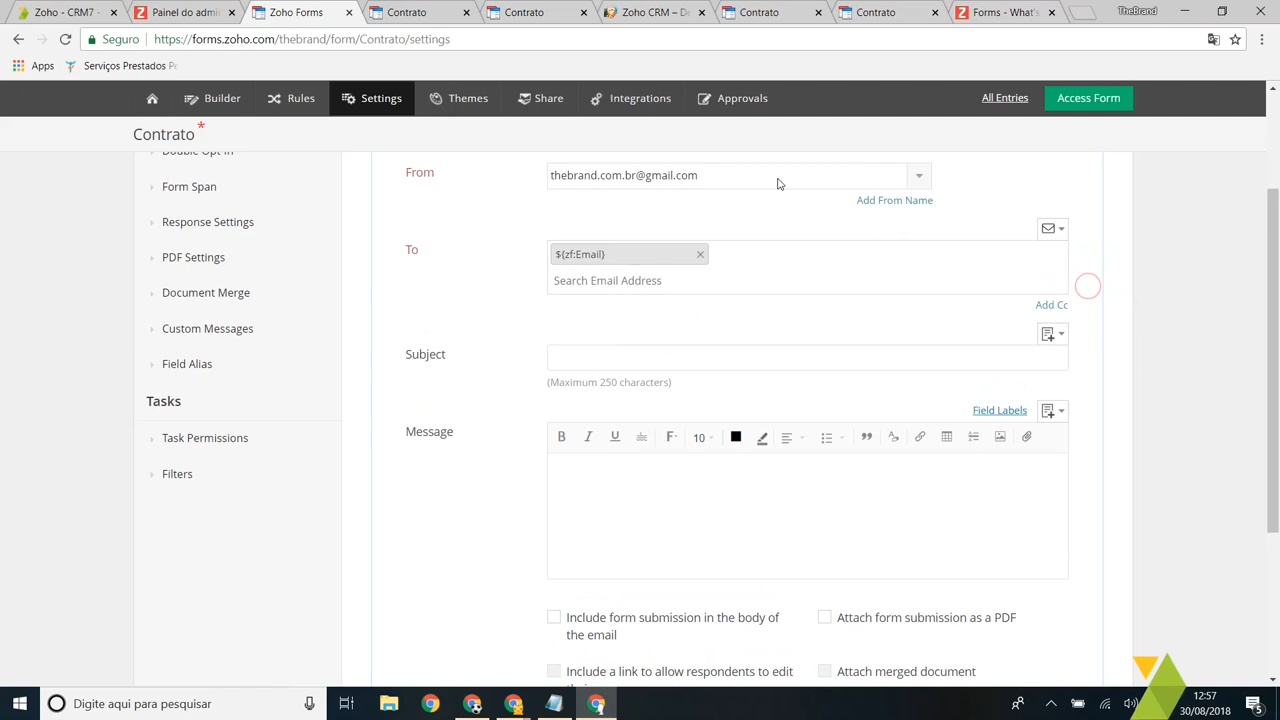 Zoho - CRM7
Painel do admi
Zoho Forms
Contrato
Contrato
Zoho CRM – De
Contrato
Contrato
Forms - What's
TheBrand
Seguro
https://forms.zoho.com/thebrand/form/Contrato/settings
Apps
Serviços Prestados Pe
Builder
Rules
Settings
Themes
Share
Integrations
Approvals
All Entries
Access Form
Contrato *
Double Opt-In
Form Span
Response Settings
PDF Settings
Document Merge
Custom Messages
Field Alias
Tasks
Task Permissions
Filters
From
thebrand.com.br@gmail.com
Add From Name
To
${zf:Email}
Search Email Address
Add Cc
Subject
(Maximum 250 characters)
Field Labels
Message
B I U abc F 10
Include form submission in the body of
the email
Attach form submission as a PDF
Include a link to allow respondents to edit
Attach merged document
Digite aqui para pesquisar
12:57
30/08/2018
5